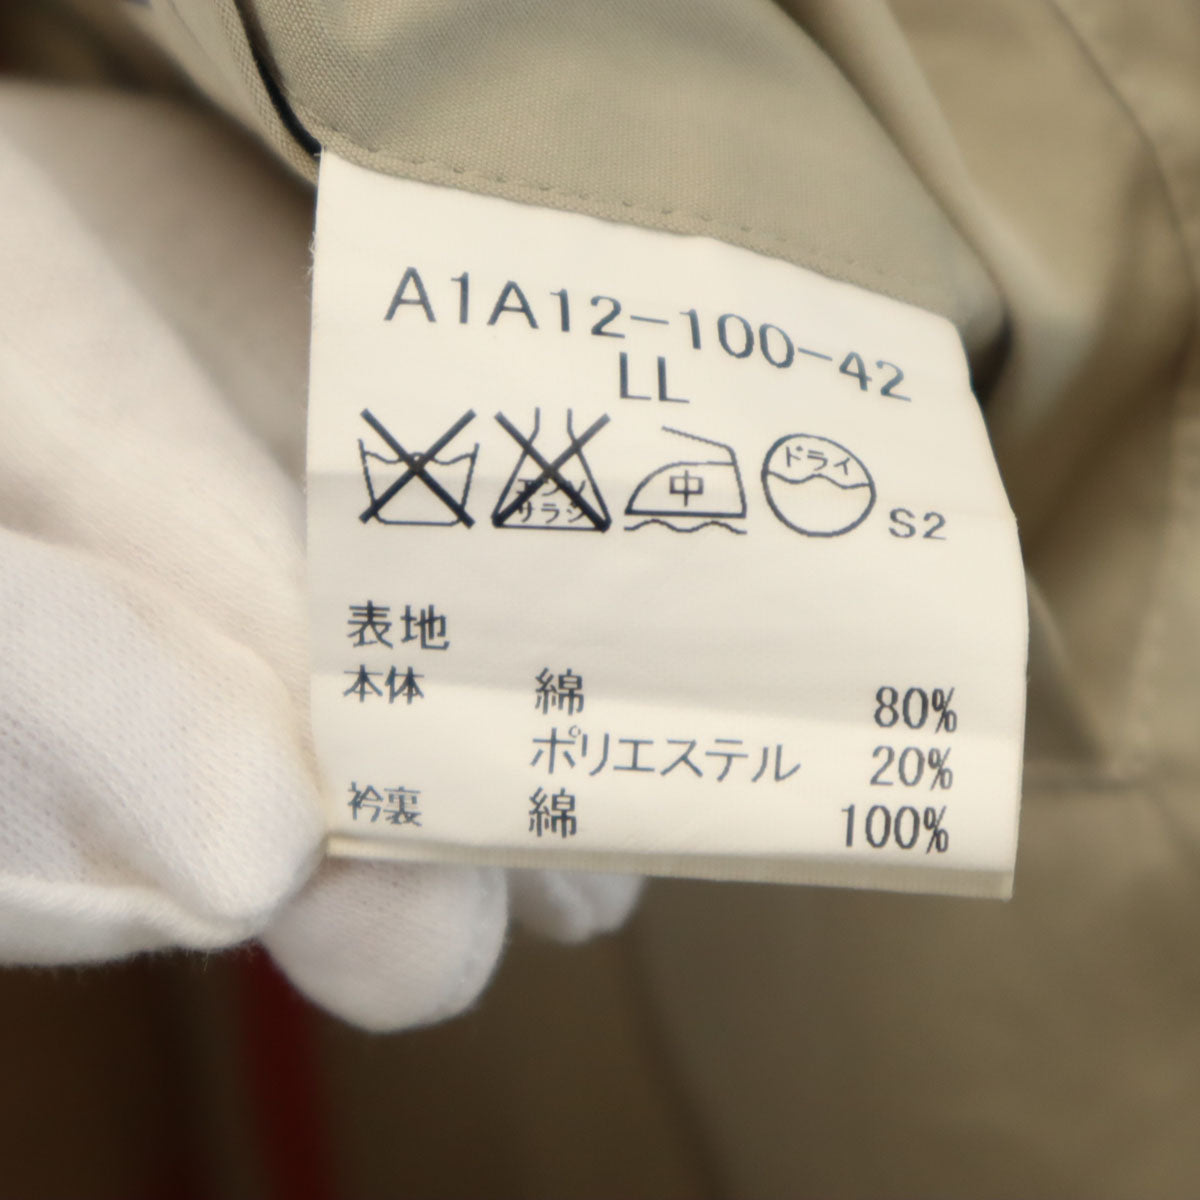 A1A12-100-42
LL
エンソ
サラシ
中
ドライ
S2
表地
本体 綿 80%
ポリエステル 20%
衿裏 綿 100%